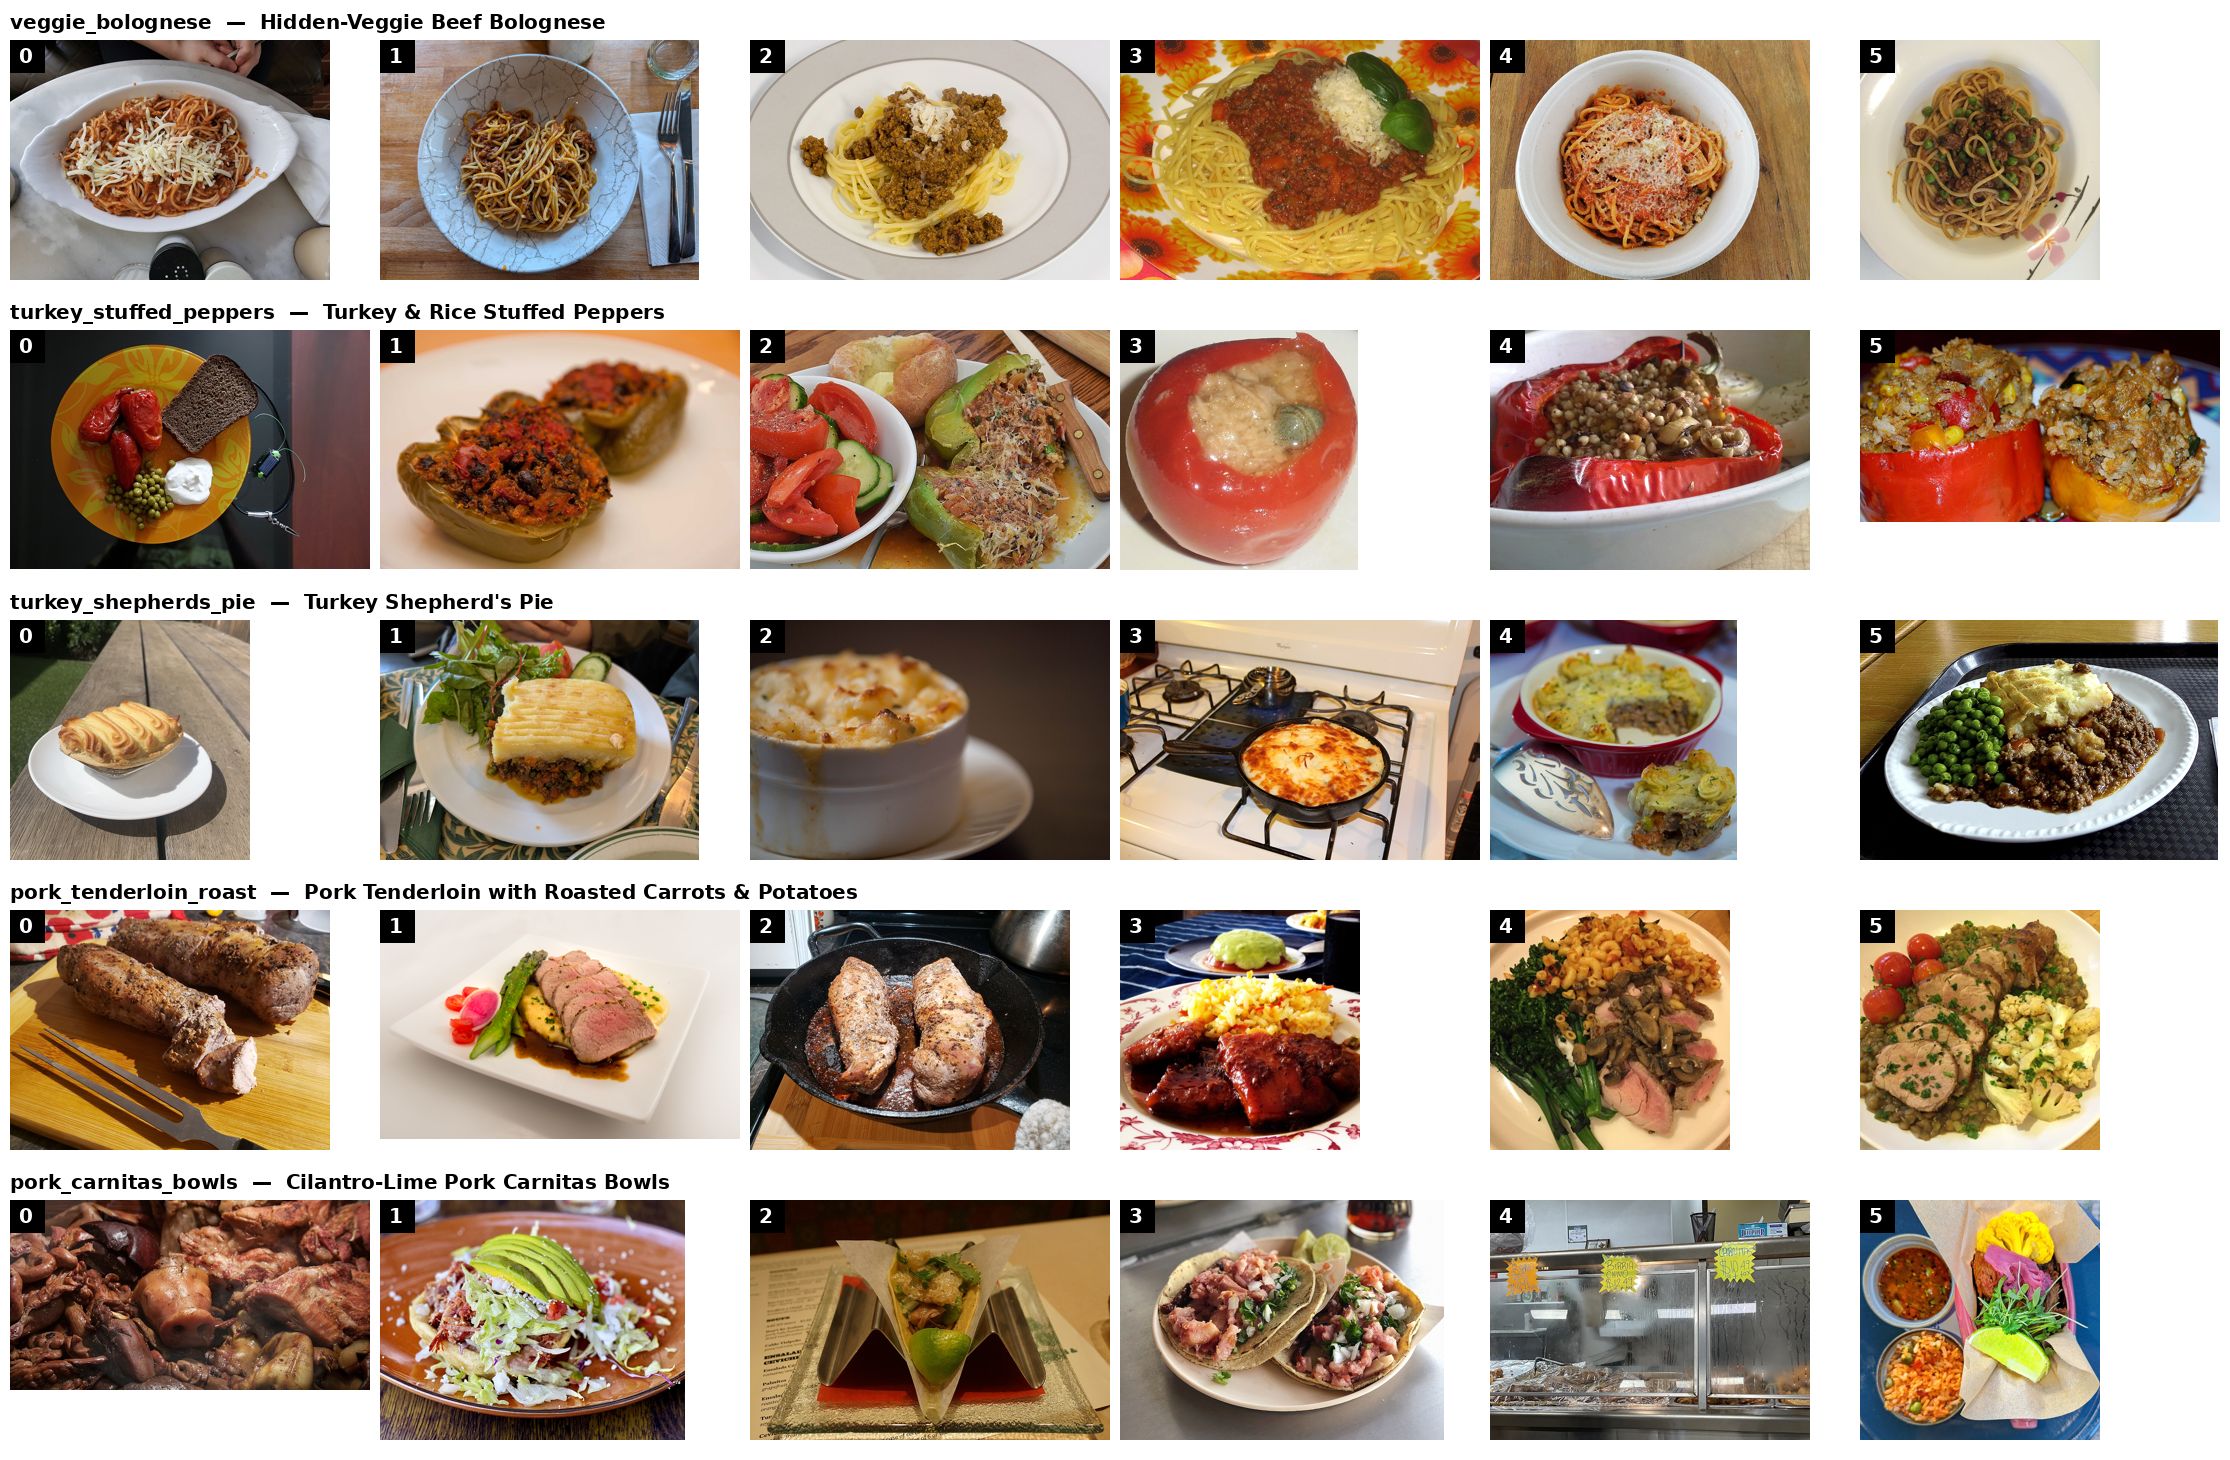 veggie_bolognese — Hidden-Veggie Beef Bolognese
0 1 2 3 4 5
turkey_stuffed_peppers — Turkey & Rice Stuffed Peppers
0 1 2 3 4 5
turkey_shepherds_pie — Turkey Shepherd's Pie
0 1 2 3 4 5
pork_tenderloin_roast — Pork Tenderloin with Roasted Carrots & Potatoes
0 1 2 3 4 5
pork_carnitas_bowls — Cilantro-Lime Pork Carnitas Bowls
0 1 2 3 4 5